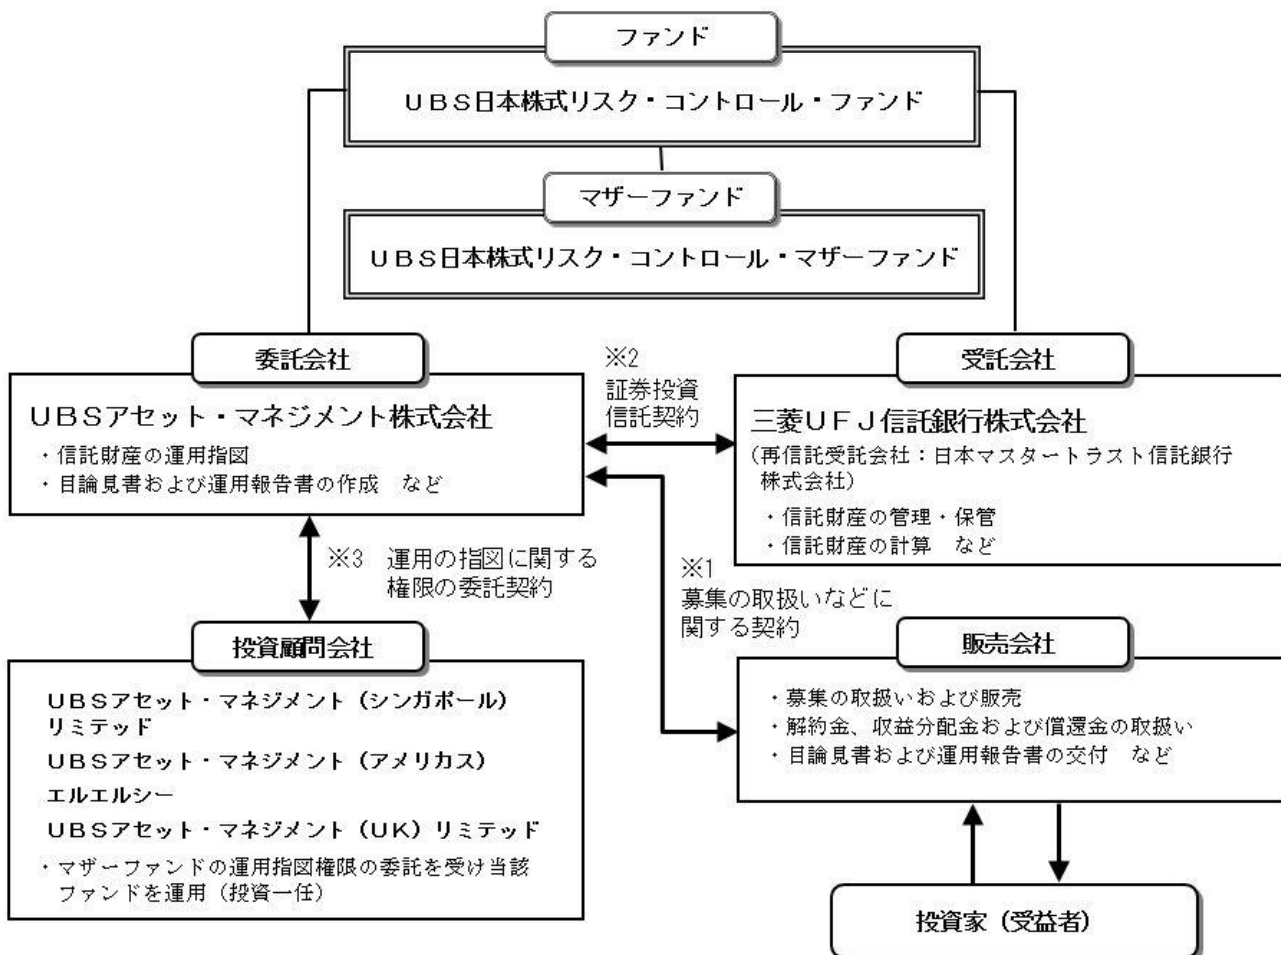 ファンド
UBS日本株式リスク・コントロール・ファンド
マザーファンド
UBS日本株式リスク・コントロール・マザーファンド
委託会社
UBSアセット・マネジメント株式会社
・信託財産の運用指図
・目論見書および運用報告書の作成 など
※2
証券投資
信託契約
受託会社
三菱UFJ信託銀行株式会社
(再信託受託会社:日本マスタートラスト信託銀行
株式会社)
・信託財産の管理・保管
・信託財産の計算 など
※3 運用の指図に関する
権限の委託契約
※1
募集の取扱いなどに
関する契約
投資顧問会社
UBSアセット・マネジメント(シンガポール)
リミテッド
UBSアセット・マネジメント(アメリカス)
エルエルシー
UBSアセット・マネジメント(UK)リミテッド
・マザーファンドの運用指図権限の委託を受け当該
ファンドを運用(投資一任)
販売会社
・募集の取扱いおよび販売
・解約金、収益分配金および償還金の取扱い
・目論見書および運用報告書の交付 など
投資家(受益者)